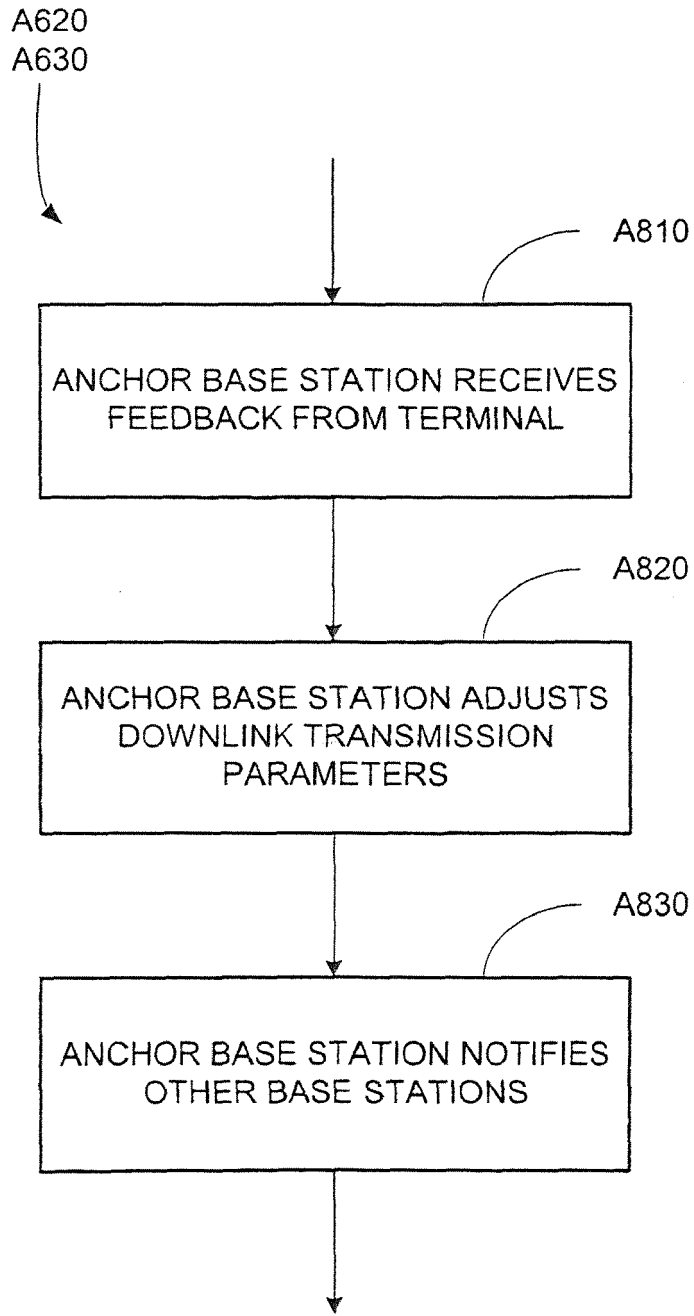 A620
A630
A810
ANCHOR BASE STATION RECEIVES
FEEDBACK FROM TERMINAL
A820
ANCHOR BASE STATION ADJUSTS
DOWNLINK TRANSMISSION
PARAMETERS
A830
ANCHOR BASE STATION NOTIFIES
OTHER BASE STATIONS